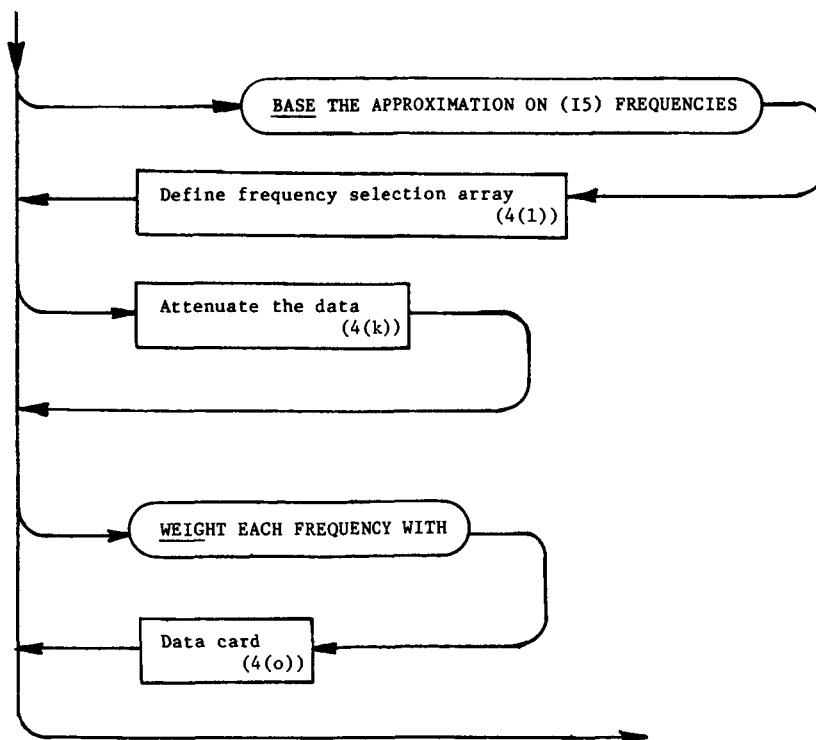 BASE THE APPROXIMATION ON (I5) FREQUENCIES
Define frequency selection array
(4(l))
Attenuate the data
(4(k))
WEIGHT EACH FREQUENCY WITH
Data card
(4(o))